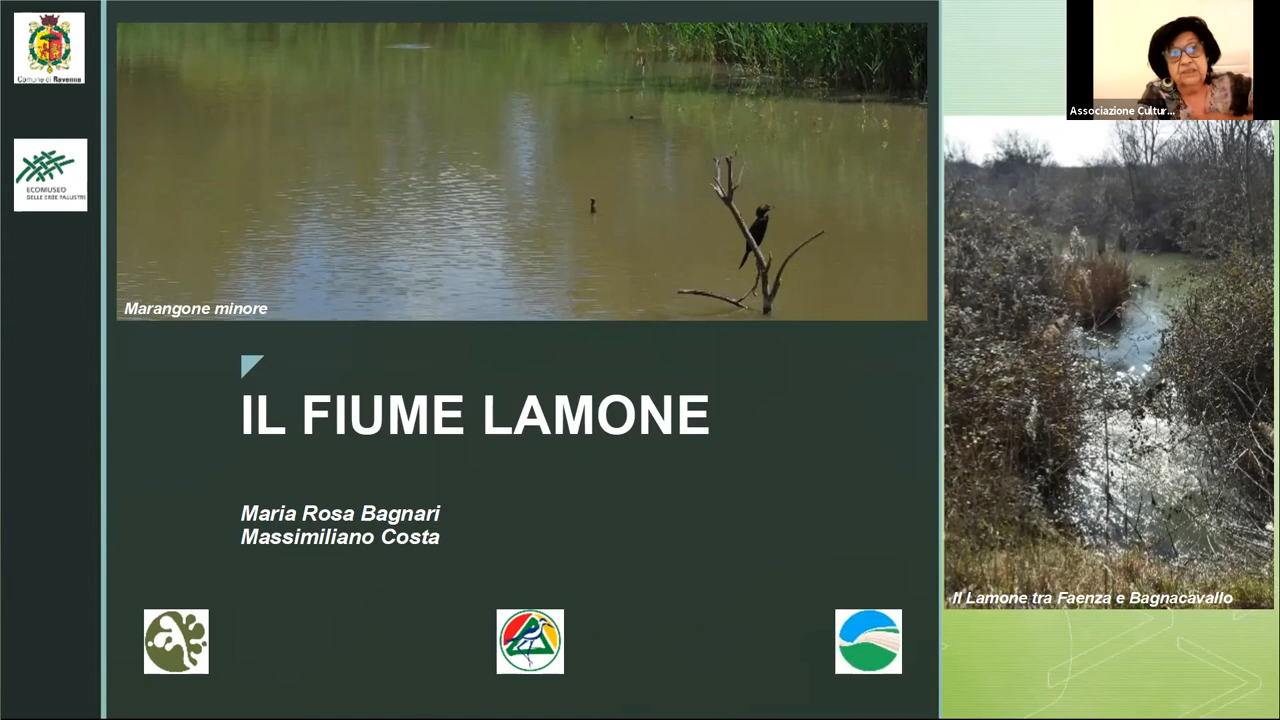 Comune di Ravenna
ECOMUSEO
DELLE ERBE PALUSTRI
Marangone minore
IL FIUME LAMONE
Maria Rosa Bagnari
Massimiliano Costa
Associazione Cultur...
Il Lamone tra Faenza e Bagnacavallo